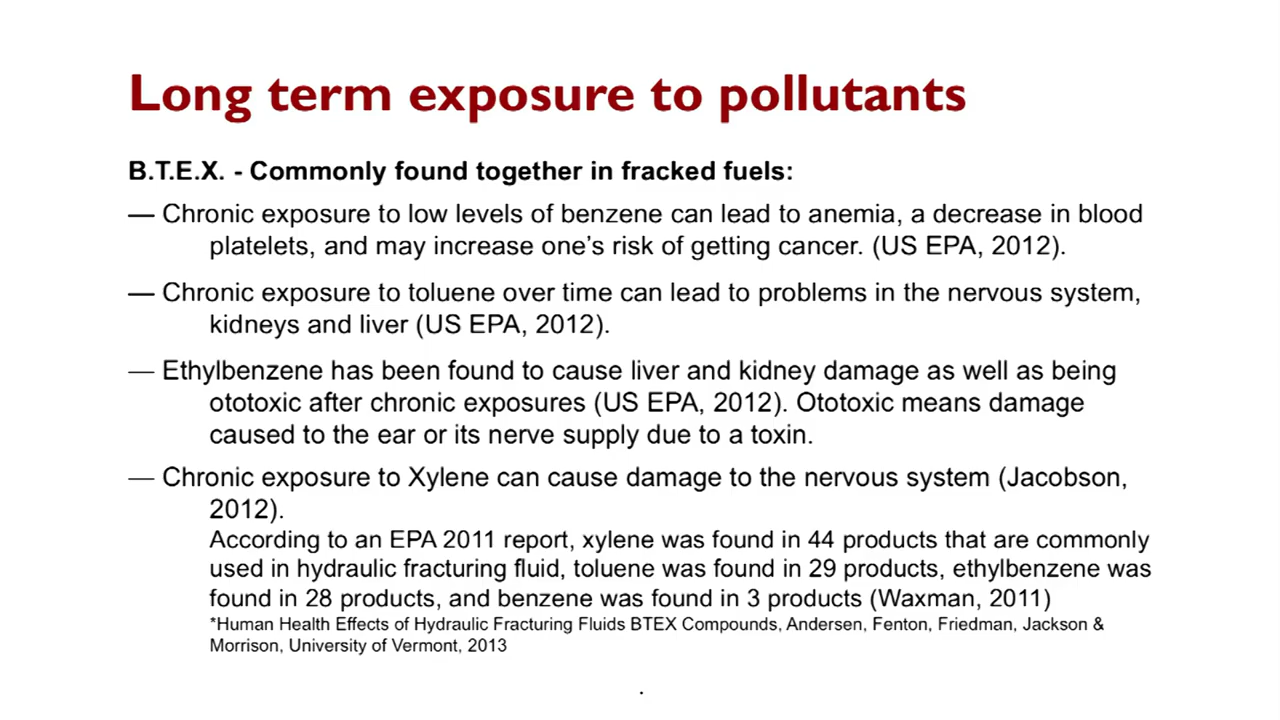 Long term exposure to pollutants
B.T.E.X. - Commonly found together in fracked fuels:
— Chronic exposure to low levels of benzene can lead to anemia, a decrease in blood
platelets, and may increase one’s risk of getting cancer. (US EPA, 2012).
— Chronic exposure to toluene over time can lead to problems in the nervous system,
kidneys and liver (US EPA, 2012).
— Ethylbenzene has been found to cause liver and kidney damage as well as being
ototoxic after chronic exposures (US EPA, 2012). Ototoxic means damage
caused to the ear or its nerve supply due to a toxin.
— Chronic exposure to Xylene can cause damage to the nervous system (Jacobson,
2012).
According to an EPA 2011 report, xylene was found in 44 products that are commonly
used in hydraulic fracturing fluid, toluene was found in 29 products, ethylbenzene was
found in 28 products, and benzene was found in 3 products (Waxman, 2011)
*Human Health Effects of Hydraulic Fracturing Fluids BTEX Compounds, Andersen, Fenton, Friedman, Jackson &
Morrison, University of Vermont, 2013
.